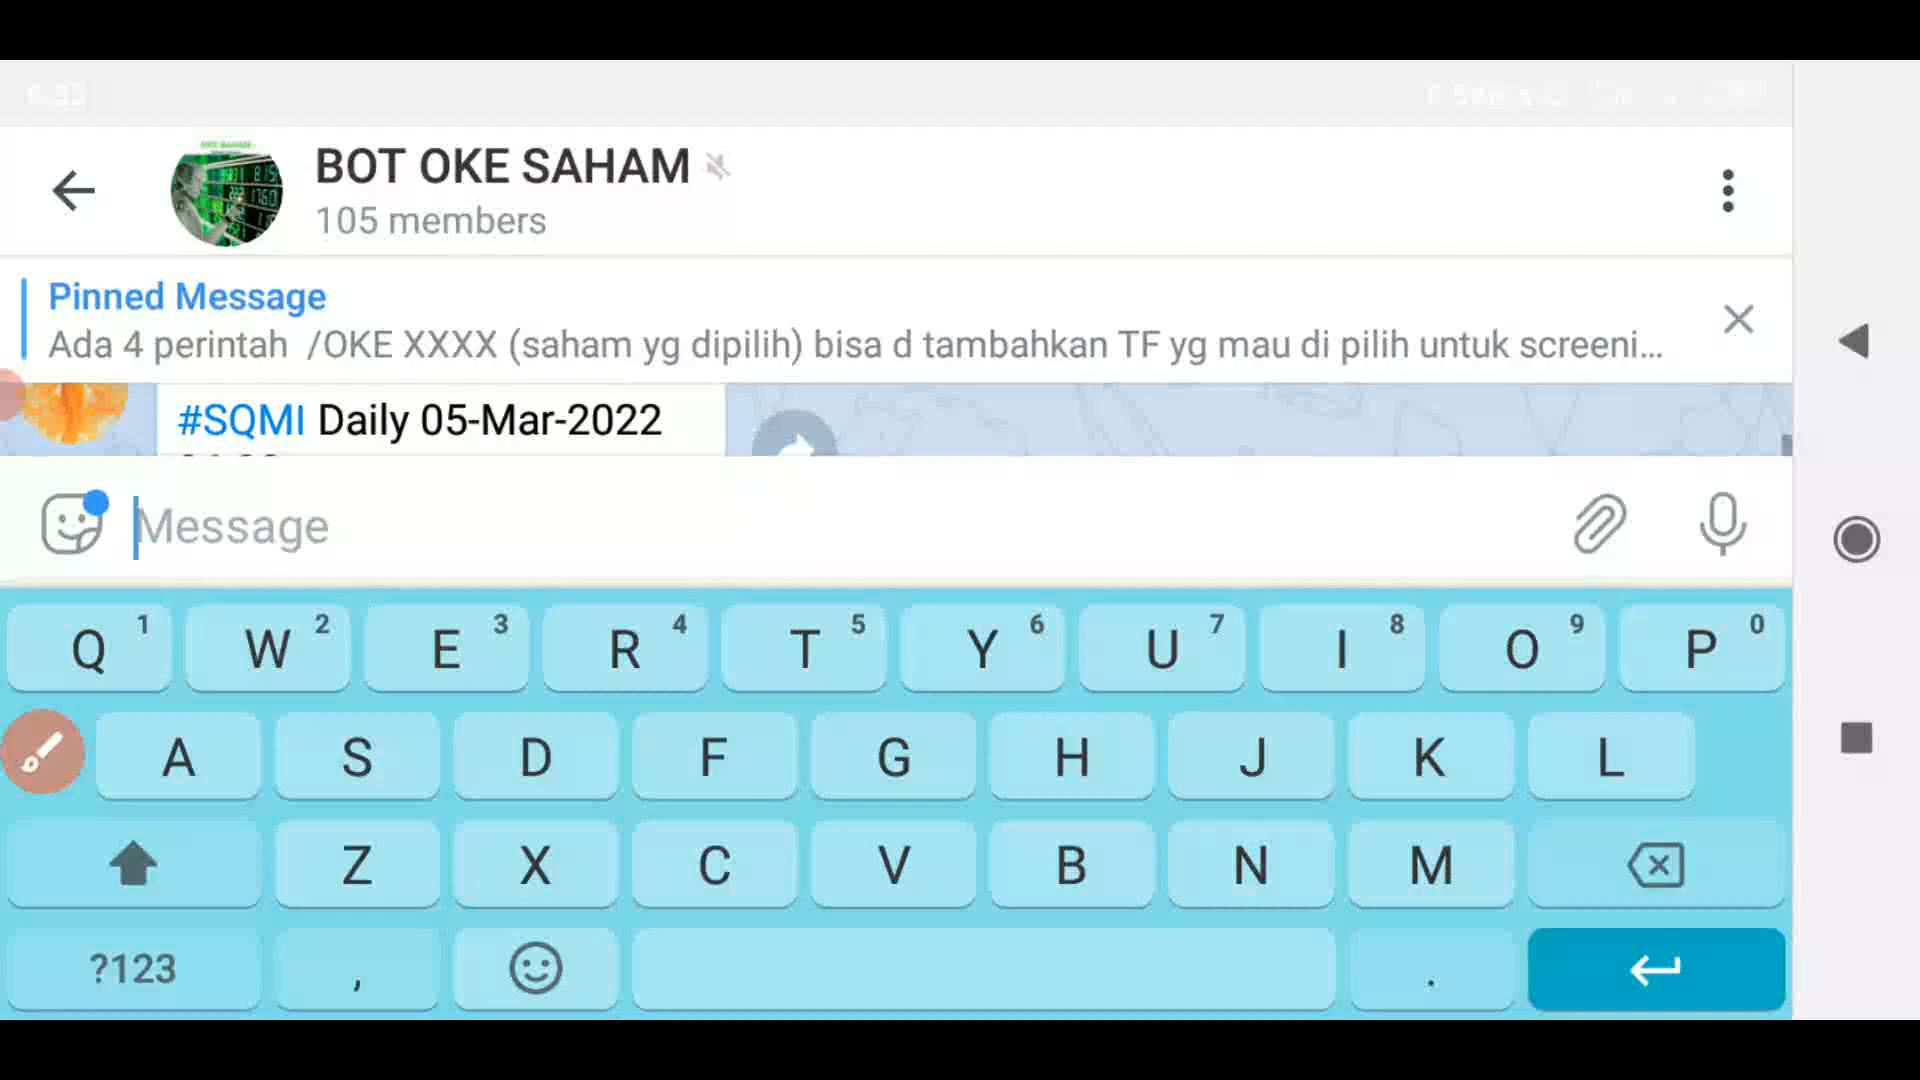 6:35
BOT OKE SAHAM
105 members
Pinned Message
Ada 4 perintah /OKE XXXX (saham yg dipilih) bisa d tambahkan TF yg mau di pilih untuk screeni...
#SQMI Daily 05-Mar-2022
Message
Q 1 W 2 E 3 R 4 T 5 Y 6 U 7 I 8 O 9 P 0
A S D F G H J K L
Z X C V B N M
?123 , .